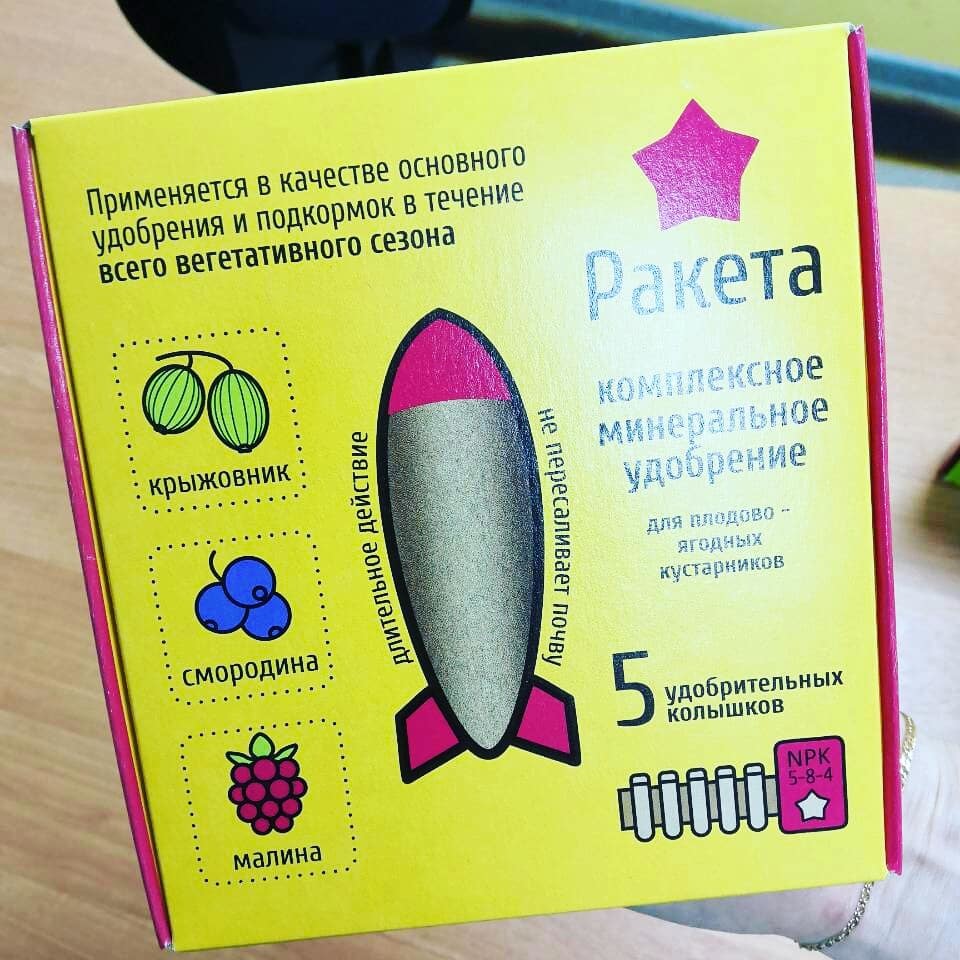 Применяется в качестве основного
удобрения и подкормок в течение
всего вегетативного сезона
Ракета
комплексное
минеральное
удобрение
для плодово -
ягодных
кустарников
крыжовник
смородина
малина
длительное действие
не пересаливает почву
5 удобрительных
колышков
NPK
5-8-4